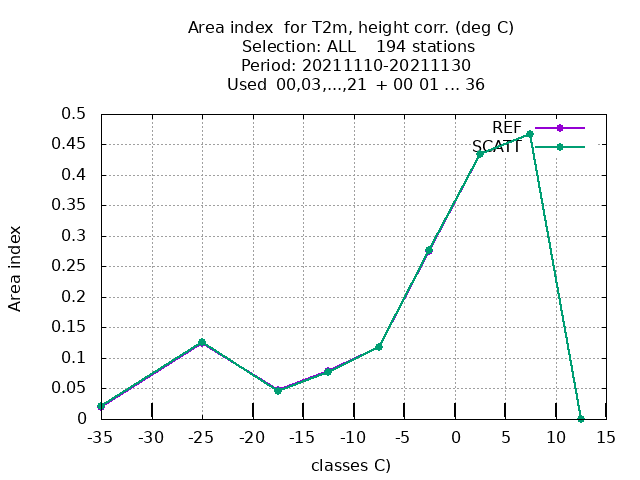 Area index  for T2m, height corr. (deg C)
Selection: ALL    194 stations
Period: 20211110-20211130
Used  00,03,...,21  + 00 01 ... 36
REF
SCATT
0.5
0.45
0.4
0.35
0.3
0.25
0.2
0.15
0.1
0.05
0
Area index
-35 -30 -25 -20 -15 -10 -5 0 5 10 15
classes C)